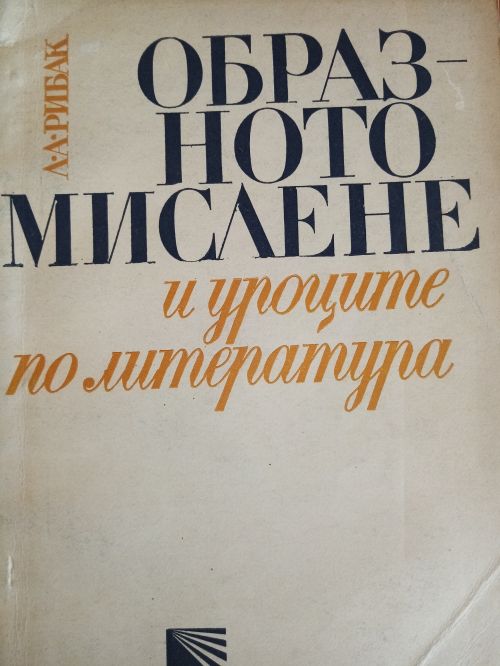 Л·А·РИБАК
ОБРАЗ-
НОТО
МИСЛЕНЕ
и уроците
по литература